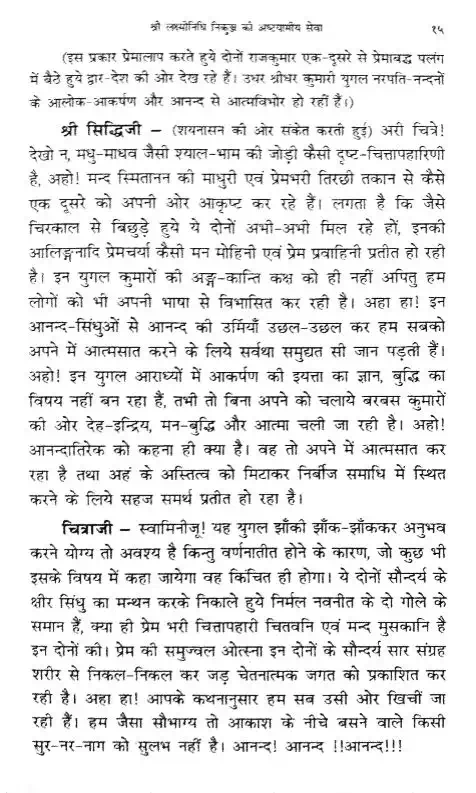 श्री लक्ष्मीनिधि निकुञ्ज की अष्टयामीय सेवा १५
(इस प्रकार प्रेमालाप करते हुये दोनों राजकुमार एक-दूसरे से प्रेमाबद्ध पलंग
में बैठे हुये द्वार-देश की ओर देख रहे हैं। उधर श्रीधर कुमारी युगल नरपति-नन्दनों
के आलोक-आकर्षण और आनन्द से आत्मविभोर हो रहीं हैं।)
श्री सिद्धिजी – (शयनासन की ओर संकेत करती हुई) अरी चित्रे!
देखो न, मधु-माधव जैसी श्याल-भाम की जोड़ी कैसी दृष्ट-चित्तापहारिणी
है, अहो! मन्द स्मितानन की माधुरी एवं प्रेमभरी तिरछी तकान से कैसे
एक दूसरे को अपनी ओर आकृष्ट कर रहे हैं। लगता है कि जैसे
चिरकाल से बिछुड़े हुये ये दोनों अभी-अभी मिल रहे हों, इनकी
आलिङ्गनादि प्रेमचर्या कैसी मन मोहिनी एवं प्रेम प्रवाहिनी प्रतीत हो रही
है। इन युगल कुमारों की अङ्ग-कान्ति कक्ष को ही नहीं अपितु हम
लोगों को भी अपनी भाषा से विभासित कर रही है। अहा हा! इन
आनन्द-सिंधुओं से आनन्द की उर्मियाँ उछल-उछल कर हम सबको
अपने में आत्मसात करने के लिये सर्वथा समुद्यत सी जान पड़ती हैं।
अहो! इन युगल आराध्यों में आकर्षण की इयत्ता का ज्ञान, बुद्धि का
विषय नहीं बन रहा हैं, तभी तो बिना अपने को चलाये बरबस कुमारों
की ओर देह-इन्द्रिय, मन-बुद्धि और आत्मा चली जा रही है। अहो!
आनन्दातिरेक को कहना ही क्या है। वह तो अपने में आत्मसात कर
रहा है तथा अहं के अस्तित्व को मिटाकर निर्बीज समाधि में स्थित
करने के लिये सहज समर्थ प्रतीत हो रहा है।
चित्राजी – स्वामिनीजू! यह युगल झाँकी झाँक-झाँककर अनुभव
करने योग्य तो अवश्य है किन्तु वर्णनातीत होने के कारण, जो कुछ भी
इसके विषय में कहा जायेगा वह किंचित ही होगा। ये दोनों सौन्दर्य के
क्षीर सिंधु का मन्थन करके निकाले हुये निर्मल नवनीत के दो गोले के
समान हैं, क्या ही प्रेम भरी चित्तापहारी चितवनि एवं मन्द मुसकानि है
इन दोनों की। प्रेम की समुज्वल ओत्स्ना इन दोनों के सौन्दर्य सार संग्रह
शरीर से निकल-निकल कर जड़ चेतनात्मक जगत को प्रकाशित कर
रही है। अहा हा! आपके कथनानुसार हम सब उसी ओर खिचीं जा
रही हैं। हम जैसा सौभाग्य तो आकाश के नीचे बसने वाले किसी
सुर-नर-नाग को सुलभ नहीं है। आनन्द! आनन्द !!आनन्द!!!